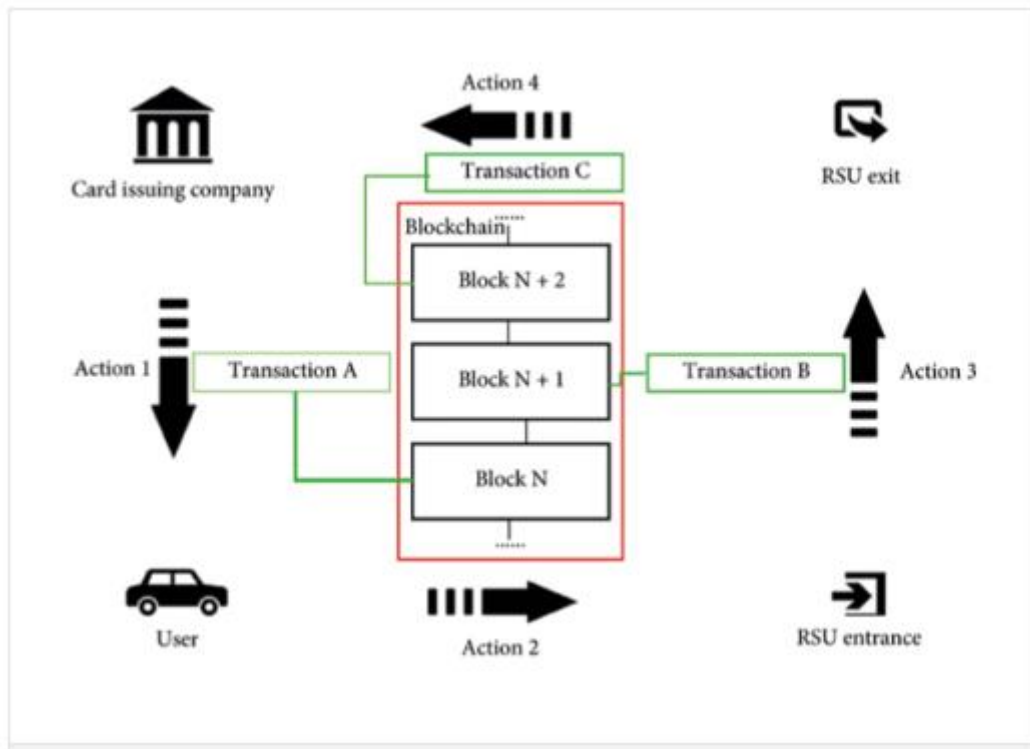 Action 4
Card issuing company
Transaction C
RSU exit
Blockchain
......
Block N + 2
Action 1
Transaction A
Block N + 1
Transaction B
Action 3
Block N
......
User
Action 2
RSU entrance